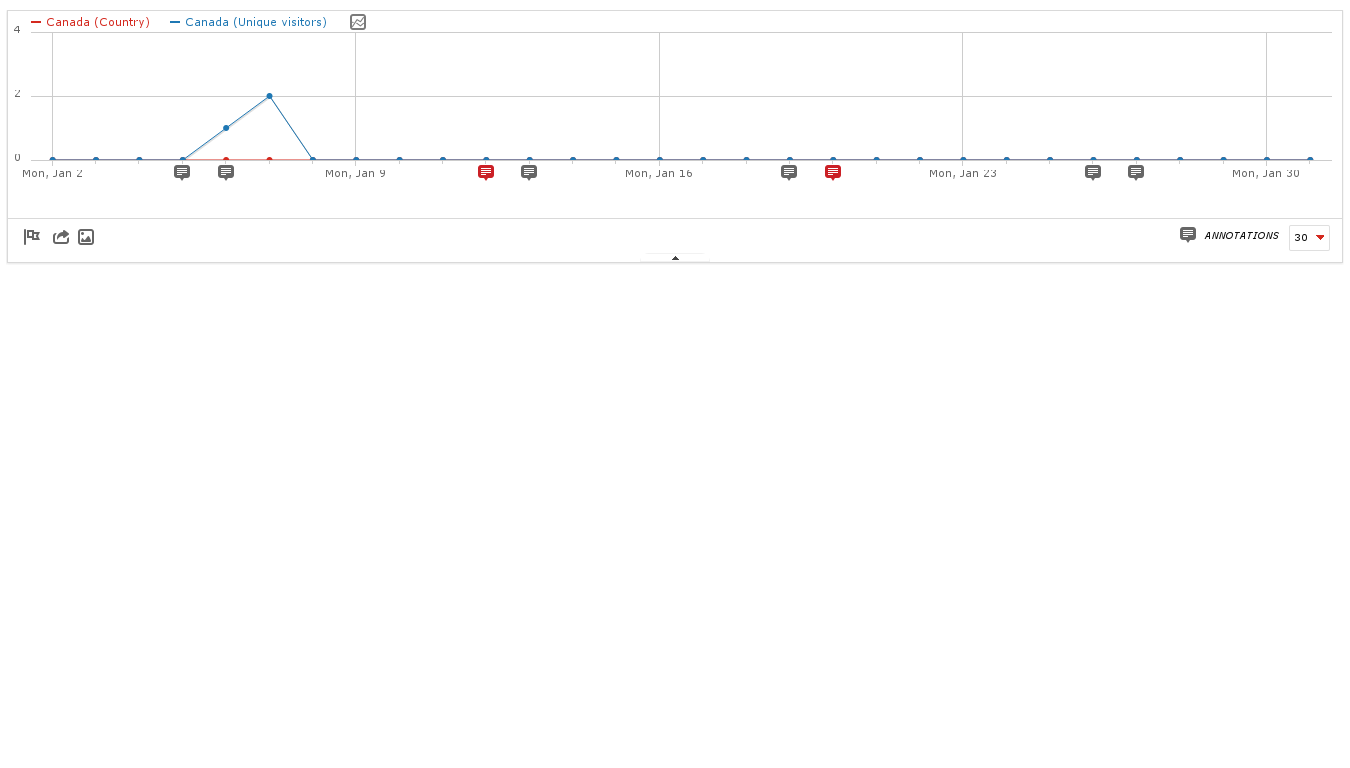 Canada (Country) Canada (Unique visitors)
4
2
0
Mon, Jan 2 Mon, Jan 9 Mon, Jan 16 Mon, Jan 23 Mon, Jan 30
ANNOTATIONS 30